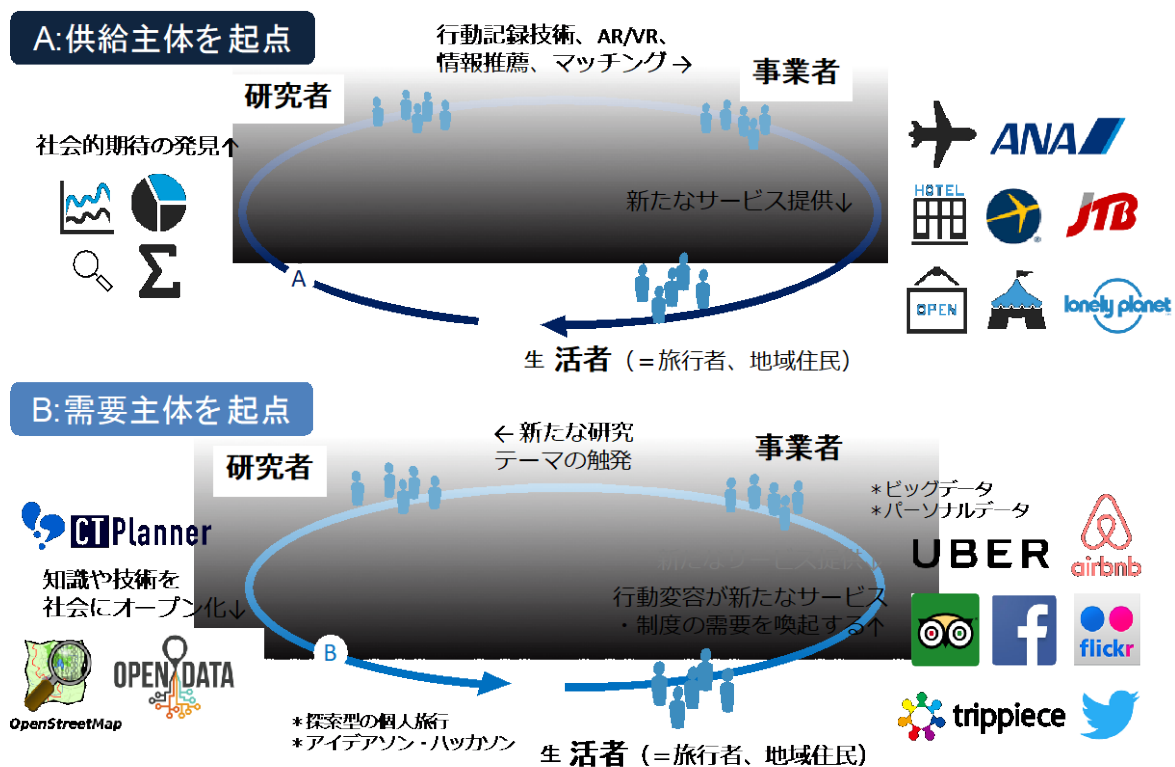 A:供給主体を起点
行動記録技術、AR/VR、
情報推薦、マッチング→
研究者
事業者
社会的期待の発見↑
ANA
新たなサービス提供↓
HOTEL
JTB
A
OPEN
lonely planet
生 活者（=旅行者、地域住民）
B:需要主体を起点
←新たな研究
テーマの触発
研究者
事業者
*ビッグデータ
*パーソナルデータ
CTPlanner
UBER
airbnb
新たなサービス提供↓
知識や技術を
社会にオープン化↓
行動変容が新たなサービス
・制度の需要を喚起する↑
flickr
B
OPEN DATA
OpenStreetMap
*探索型の個人旅行
*アイデアソン・ハッカソン
trippiece
生 活者（=旅行者、地域住民）